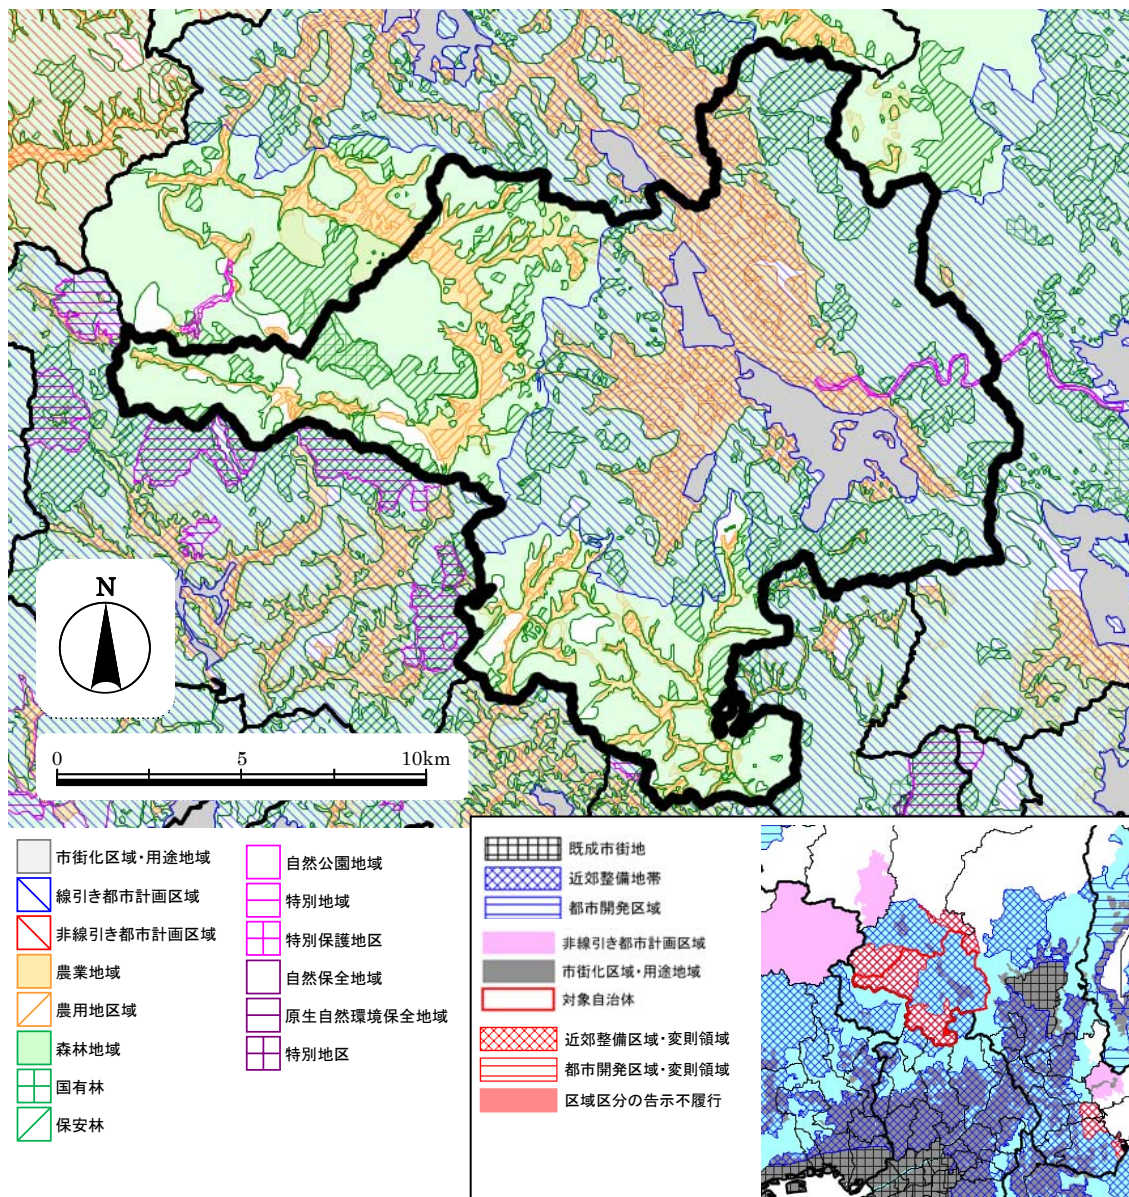 N
0 5 10km
市街化区域・用途地域
線引き都市計画区域
非線引き都市計画区域
農業地域
農用地区域
森林地域
国有林
保安林
自然公園地域
特別地域
特別保護地区
自然保全地域
原生自然環境保全地域
特別地区
既成市街地
近郊整備地帯
都市開発区域
非線引き都市計画区域
市街化区域・用途地域
対象自治体
近郊整備区域・変則領域
都市開発区域・変則領域
区域区分の告示不履行